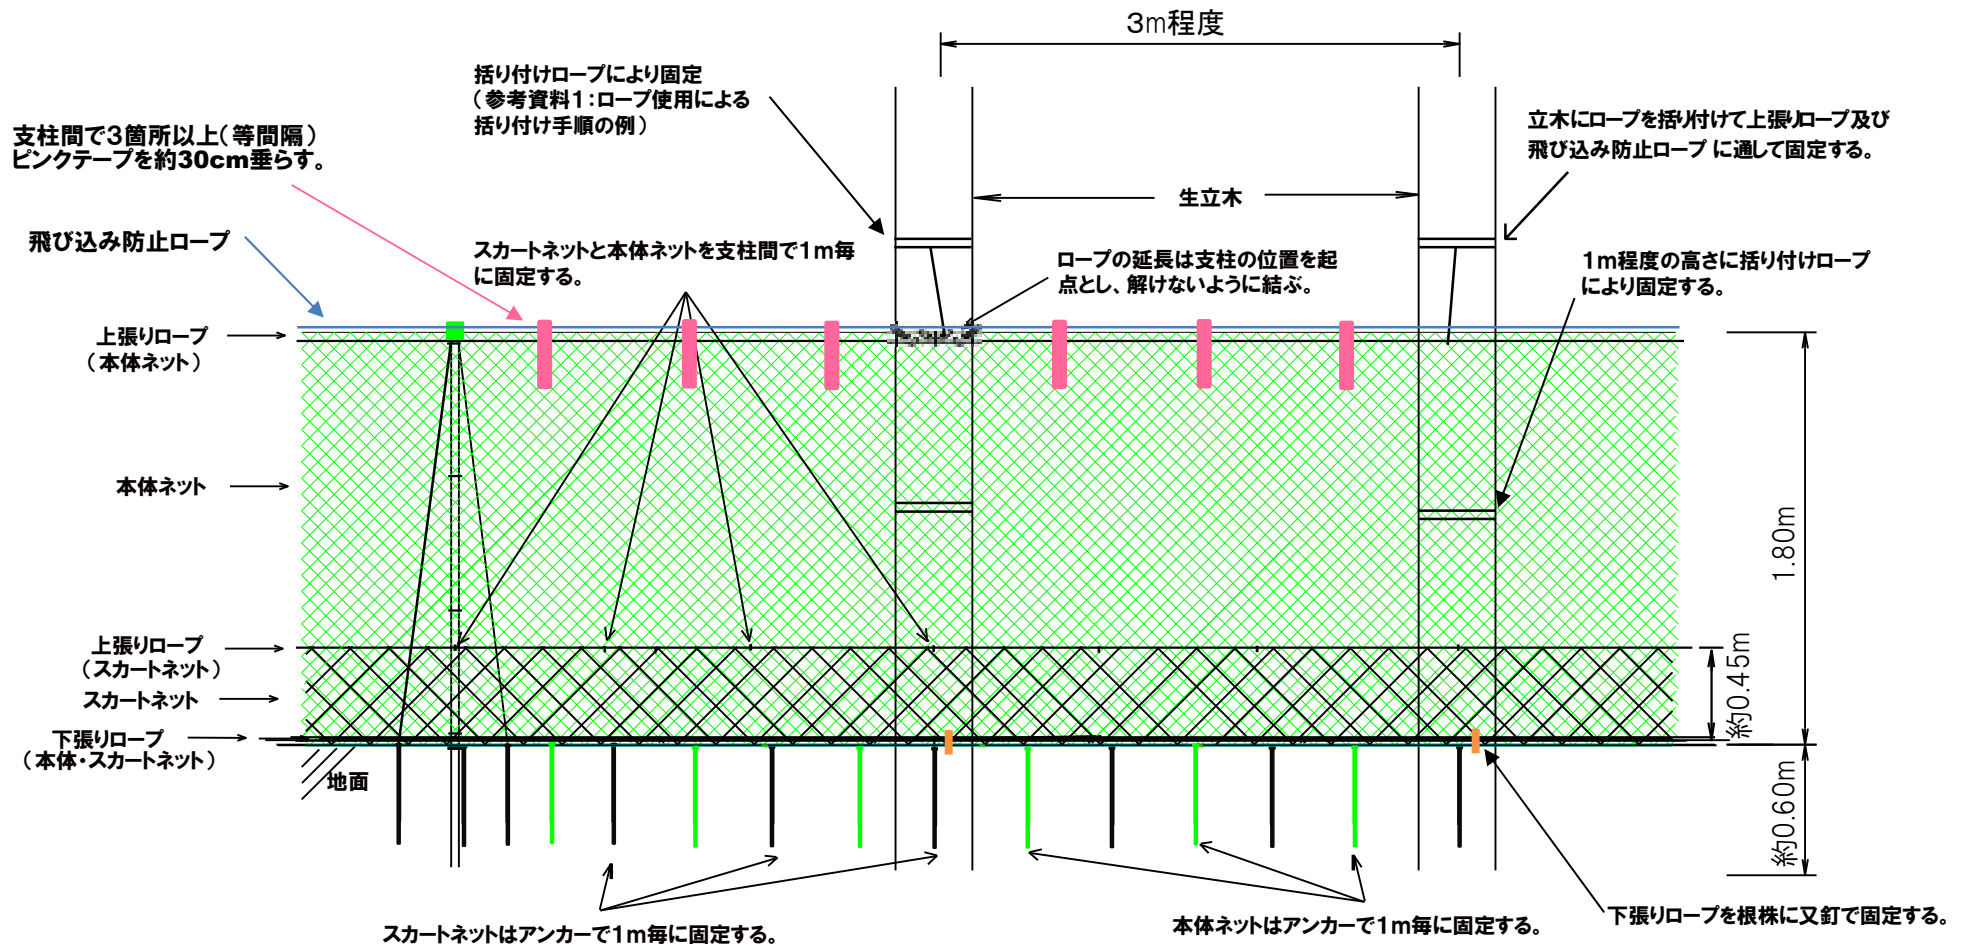 3m程度
括り付けロープにより固定
（参考資料1：ロープ使用による
括り付け手順の例）
支柱間で3箇所以上（等間隔）
ピンクテープを約30cm垂らす。
立木にロープを括り付けて上張りロープ及び
飛び込み防止ロープ に通して固定する。
生立木
飛び込み防止ロープ
スカートネットと本体ネットを支柱間で1m毎
に固定する。
ロープの延長は支柱の位置を起
点とし、解けないように結ぶ。
1m程度の高さに括り付けロープ
により固定する。
上張りロープ
（本体ネット）
本体ネット
1.80m
上張りロープ
（スカートネット）
スカートネット
約0.45m
下張りロープ
（本体・スカートネット）
地面
約0.60m
スカートネットはアンカーで1m毎に固定する。
本体ネットはアンカーで1m毎に固定する。
下張りロープを根株に又釘で固定する。